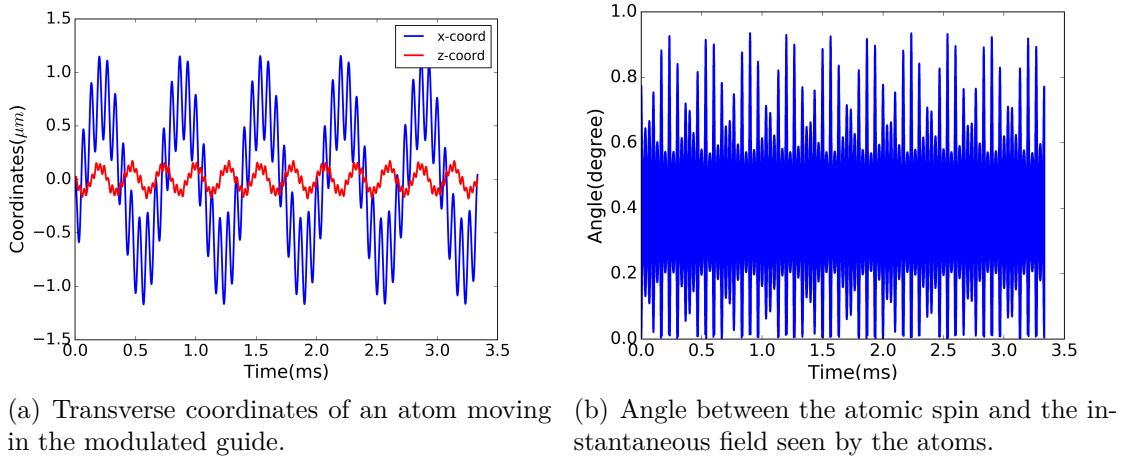 1.5
1.0
0.5
0.0
−0.5
−1.0
−1.5
0.0 0.5 1.0 1.5 2.0 2.5 3.0 3.5
Time(ms)
Coordinates(μm)
x-coord
z-coord
1.0
0.8
0.6
0.4
0.2
0.0
0.0 0.5 1.0 1.5 2.0 2.5 3.0 3.5
Time(ms)
Angle(degree)
(a) Transverse coordinates of an atom moving
in the modulated guide.
(b) Angle between the atomic spin and the in-
stantaneous field seen by the atoms.